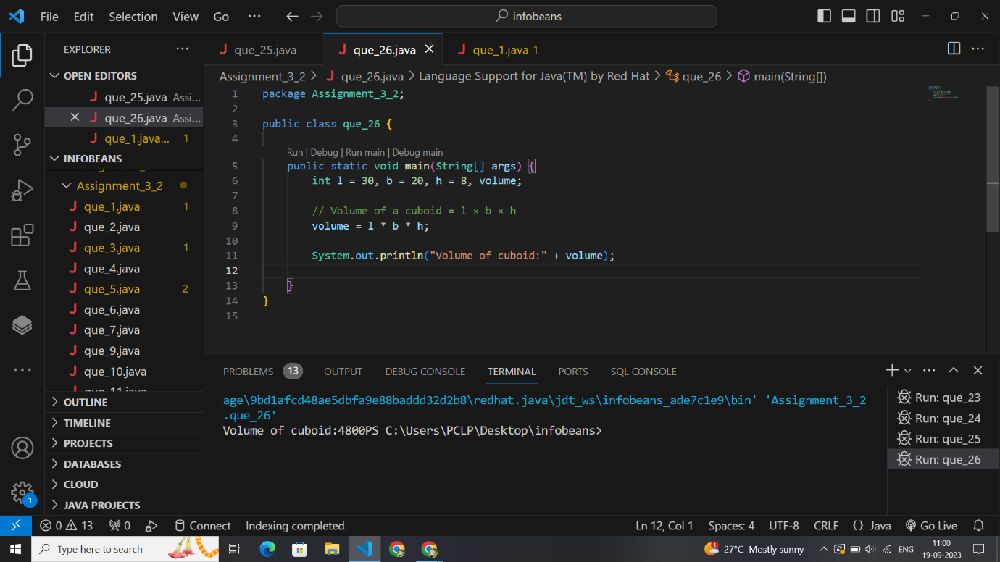 File Edit Selection View Go ··· infobeans
EXPLORER ···
OPEN EDITORS
que_25.java Assi...
que_26.java Assi...
que_1.java... 1
INFOBEANS
Assignment_3_2
que_1.java 1
que_2.java
que_3.java 1
que_4.java
que_5.java 2
que_6.java
que_7.java
que_9.java
que_10.java
que_11.java
OUTLINE
TIMELINE
PROJECTS
DATABASES
CLOUD
JAVA PROJECTS
1
que_25.java que_26.java que_1.java 1
Assignment_3_2 > que_26.java > Language Support for Java(TM) by Red Hat > que_26 > main(String[])
1 package Assignment_3_2;
2
3 public class que_26 {
4
Run | Debug | Run main | Debug main
5 public static void main(String[] args) {
6 int l = 30, b = 20, h = 8, volume;
7
8 // Volume of a cuboid = l × b × h
9 volume = l * b * h;
10
11 System.out.println("Volume of cuboid:" + volume);
12
13 }
14 }
15
PROBLEMS 13 OUTPUT DEBUG CONSOLE TERMINAL PORTS SQL CONSOLE
age\9bd1afcd48ae5dbfa9e88baddd32d2b8\redhat.java\jdt_ws\infobeans_ade7c1e9\bin' 'Assignment_3_2
.que_26'
Volume of cuboid:4800PS C:\Users\PCLP\Desktop\infobeans>
Run: que_23
Run: que_24
Run: que_25
Run: que_26
0 13 0 Connect Indexing completed. Ln 12, Col 1 Spaces: 4 UTF-8 CRLF {} Java Go Live
Type here to search 1 27°C Mostly sunny ENG 11:00
19-09-2023